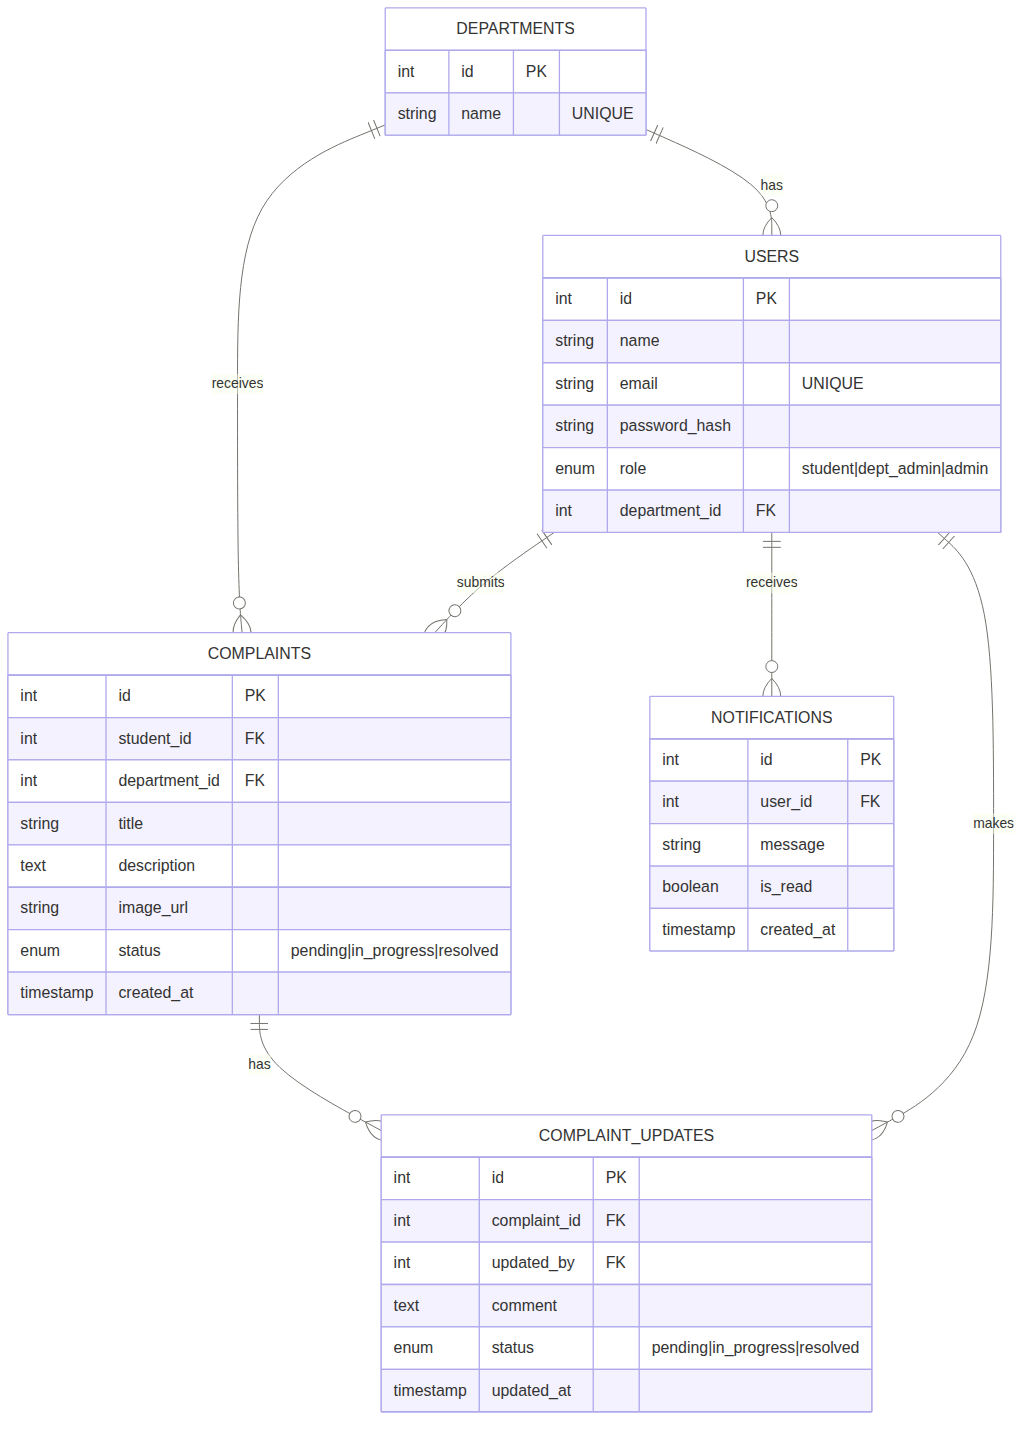 DEPARTMENTS
int id PK
string name UNIQUE
has
USERS
int id PK
string name
string email UNIQUE
string password_hash
enum role student|dept_admin|admin
int department_id FK
receives
submits
receives
COMPLAINTS
int id PK
int student_id FK
int department_id FK
string title
text description
string image_url
enum status pending|in_progress|resolved
timestamp created_at
NOTIFICATIONS
int id PK
int user_id FK
string message
boolean is_read
timestamp created_at
makes
has
COMPLAINT_UPDATES
int id PK
int complaint_id FK
int updated_by FK
text comment
enum status pending|in_progress|resolved
timestamp updated_at